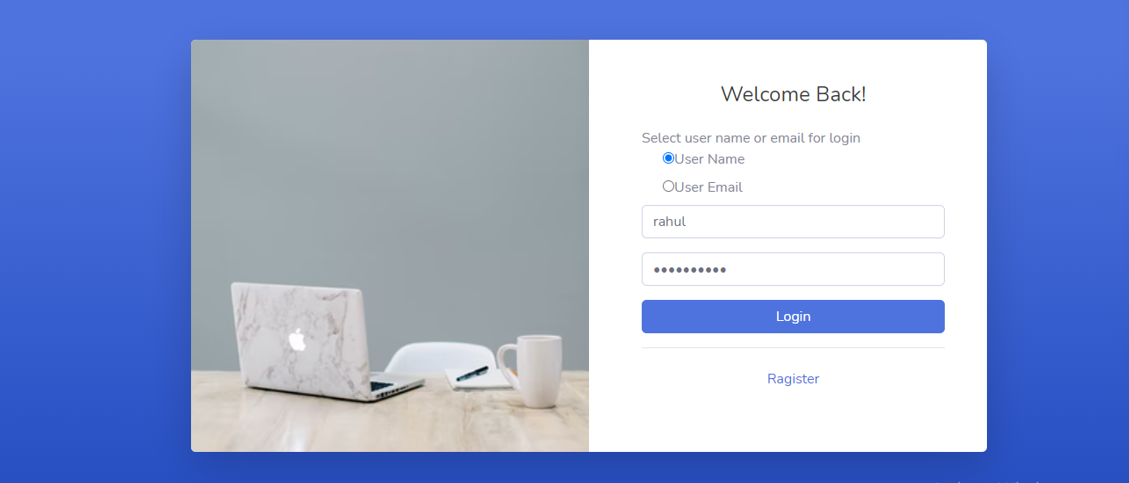 Welcome Back!
Select user name or email for login
User Name
User Email
rahul
••••••••••
Login
Ragister